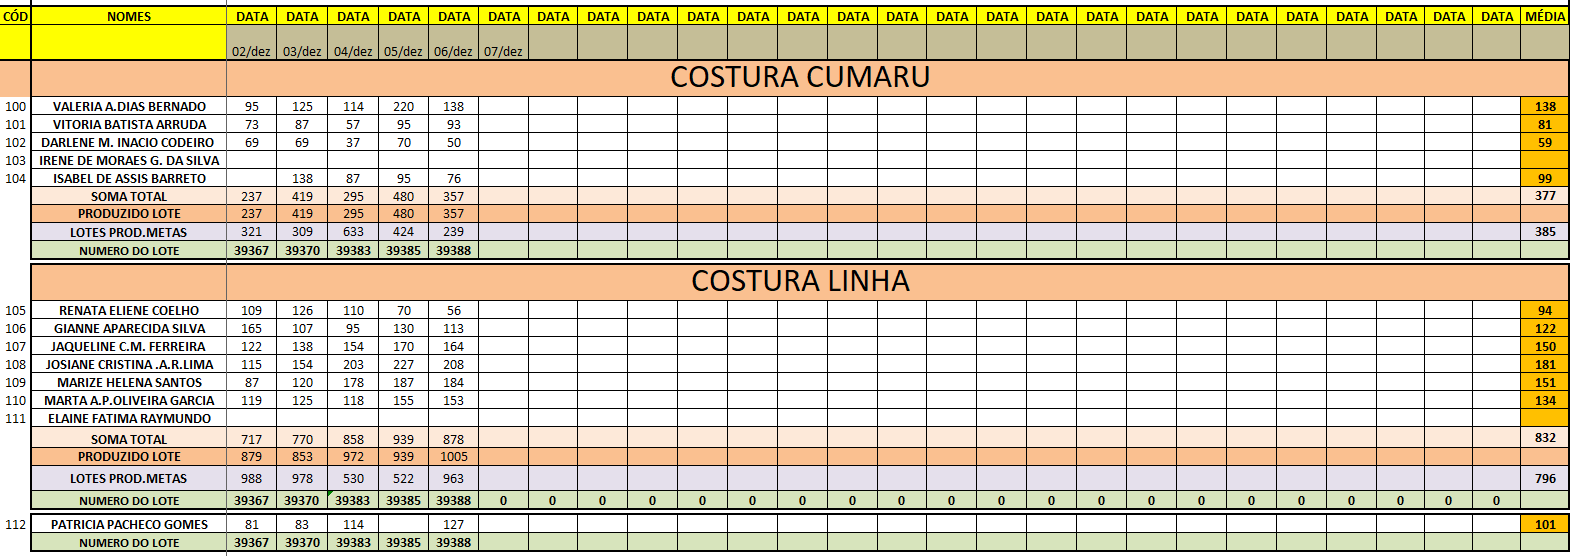 CÓD NOMES DATA DATA DATA DATA DATA DATA DATA DATA DATA DATA DATA DATA DATA DATA DATA DATA DATA DATA DATA DATA DATA DATA DATA DATA DATA DATA MÉDIA
02/dez 03/dez 04/dez 05/dez 06/dez 07/dez
COSTURA CUMARU
100 VALERIA A.DIAS BERNADO 95 125 114 220 138 138
101 VITORIA BATISTA ARRUDA 73 87 57 95 93 81
102 DARLENE M. INACIO CODEIRO 69 69 37 70 50 59
103 IRENE DE MORAES G. DA SILVA
104 ISABEL DE ASSIS BARRETO 138 87 95 76 99
SOMA TOTAL 237 419 295 480 357 377
PRODUZIDO LOTE 237 419 295 480 357
LOTES PROD.METAS 321 309 633 424 239 385
NUMERO DO LOTE 39367 39370 39383 39385 39388
COSTURA LINHA
105 RENATA ELIENE COELHO 109 126 110 70 56 94
106 GIANNE APARECIDA SILVA 165 107 95 130 113 122
107 JAQUELINE C.M. FERREIRA 122 138 154 170 164 150
108 JOSIANE CRISTINA .A.R.LIMA 115 154 203 227 208 181
109 MARIZE HELENA SANTOS 87 120 178 187 184 151
110 MARTA A.P.OLIVEIRA GARCIA 119 125 118 155 153 134
111 ELAINE FATIMA RAYMUNDO
SOMA TOTAL 717 770 858 939 878 832
PRODUZIDO LOTE 879 853 972 939 1005
LOTES PROD.METAS 988 978 530 522 963 796
NUMERO DO LOTE 39367 39370 39383 39385 39388 0 0 0 0 0 0 0 0 0 0 0 0 0 0 0 0 0 0 0 0 0
112 PATRICIA PACHECO GOMES 81 83 114 127 101
NUMERO DO LOTE 39367 39370 39383 39385 39388